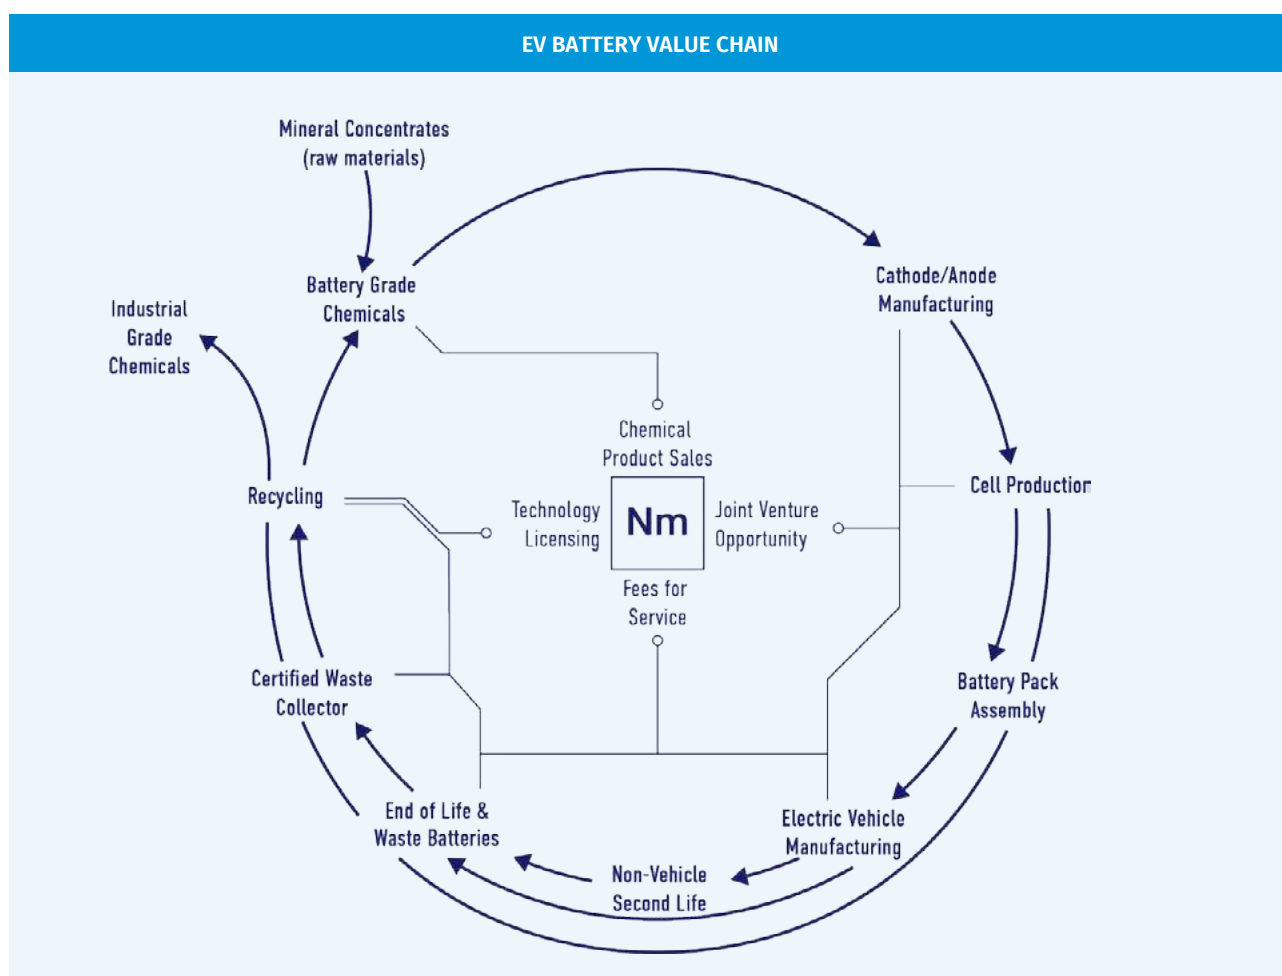 EV BATTERY VALUE CHAIN
Mineral Concentrates
(raw materials)
Battery Grade
Chemicals
Cathode/Anode
Manufacturing
Industrial
Grade
Chemicals
Chemical
Product Sales
Recycling
Cell Production
Technology
Licensing
Nm
Joint Venture
Opportunity
Fees for
Service
Certified Waste
Collector
Battery Pack
Assembly
End of Life &
Waste Batteries
Electric Vehicle
Manufacturing
Non-Vehicle
Second Life